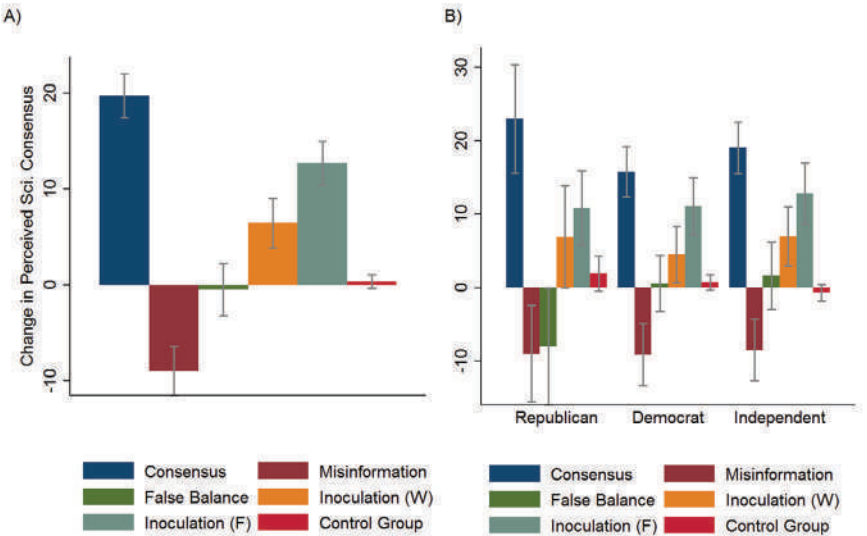 A)
Change in Perceived Sci. Consensus
20
10
0
-10
Consensus
Misinformation
False Balance
Inoculation (W)
Inoculation (F)
Control Group
B)
30
20
10
0
-10
Republican
Democrat
Independent
Consensus
Misinformation
False Balance
Inoculation (W)
Inoculation (F)
Control Group